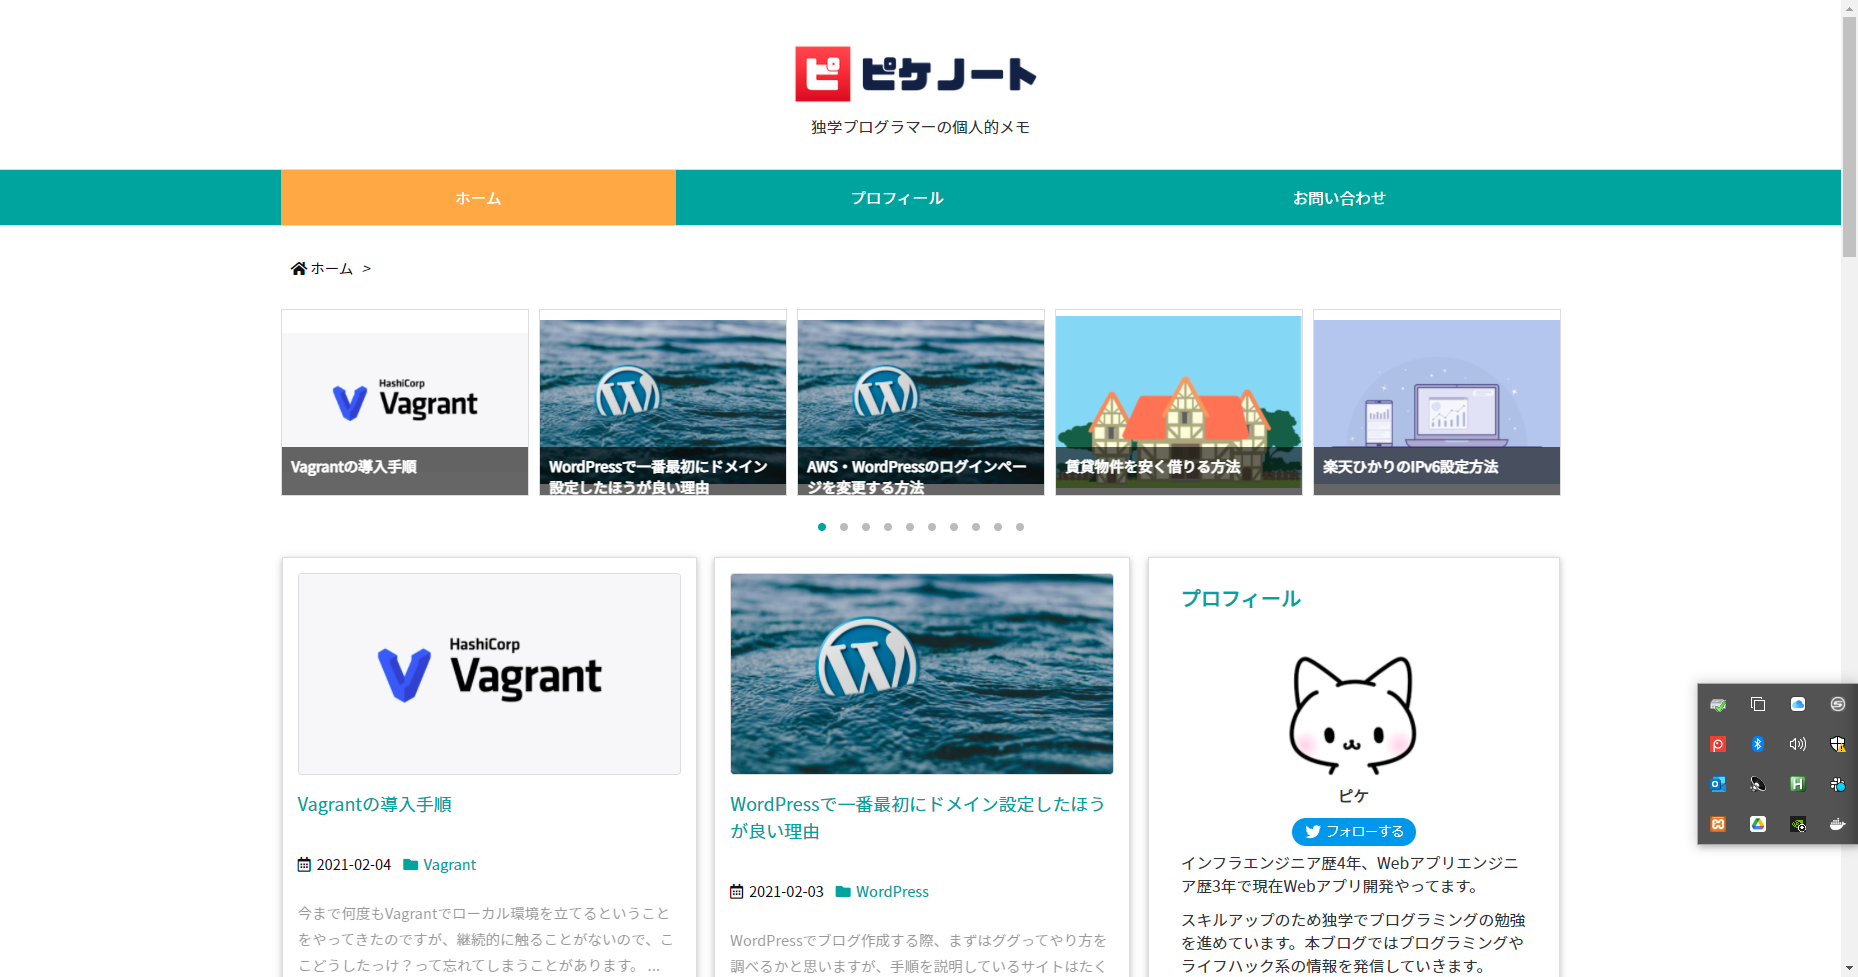 ピ ピケノート
独学プログラマーの個人的メモ
ホーム
プロフィール
お問い合わせ
ホーム >
HashiCorp
Vagrant
Vagrantの導入手順
WordPressで一番最初にドメイン
設定したほうが良い理由
AWS・WordPressのログインペー
ジを変更する方法
賃貸物件を安く借りる方法
楽天ひかりのIPv6設定方法
HashiCorp
Vagrant
Vagrantの導入手順
2021-02-04 Vagrant
今まで何度もVagrantでローカル環境を立てるということ
をやってきたのですが、継続的に触ることがないので、こ
こどうしたっけ？って忘れてしまうことがあります。 ...
WordPressで一番最初にドメイン設定したほう
が良い理由
2021-02-03 WordPress
WordPressでブログ作成する際、まずはググってやり方を
調べるかと思いますが、手順を説明しているサイトはたく
プロフィール
ピケ
フォローする
インフラエンジニア歴4年、Webアプリエンジニ
ア歴3年で現在Webアプリ開発やってます。
スキルアップのため独学でプログラミングの勉強
を進めています。本ブログではプログラミングや
ライフハック系の情報を発信していきます。